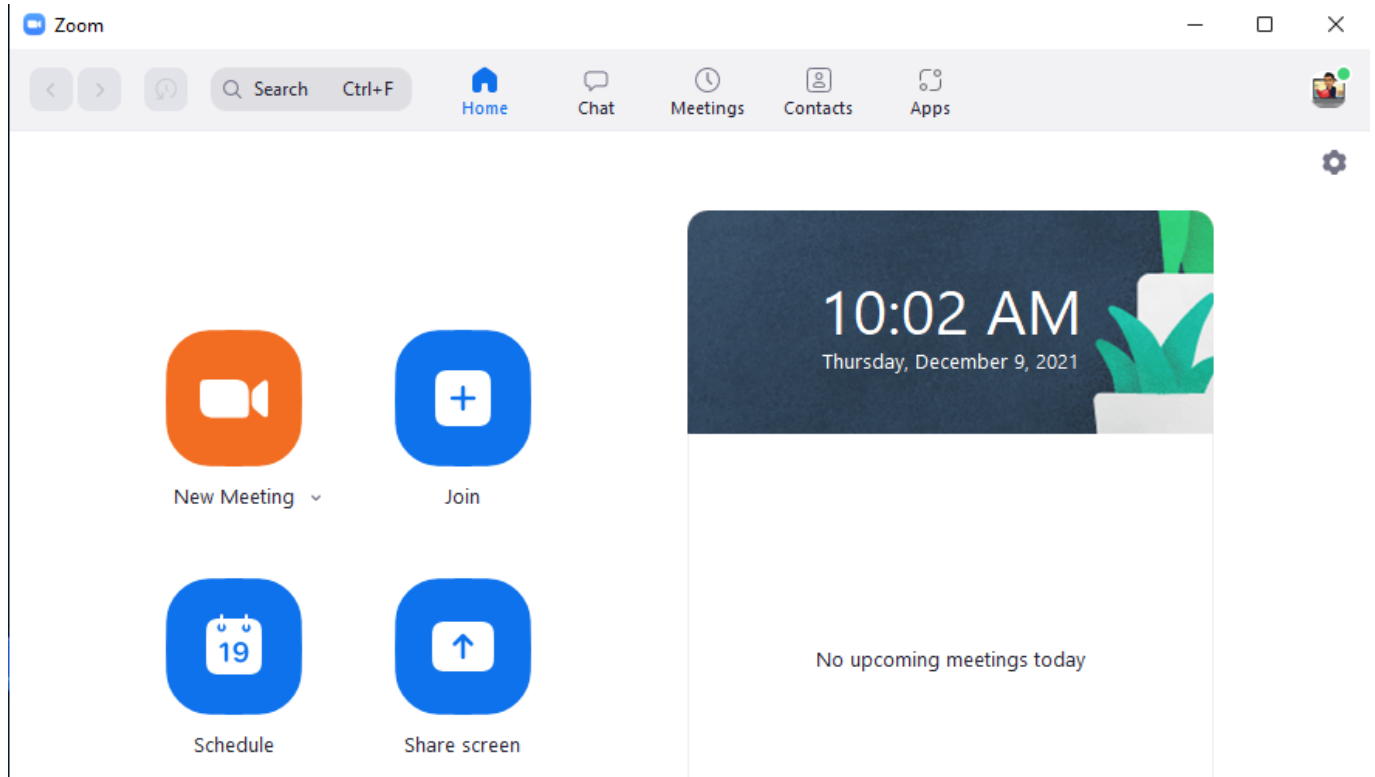 Zoom
Search Ctrl+F
Home Chat Meetings Contacts Apps
10:02 AM
Thursday, December 9, 2021
New Meeting
Join
19
Schedule
Share screen
No upcoming meetings today